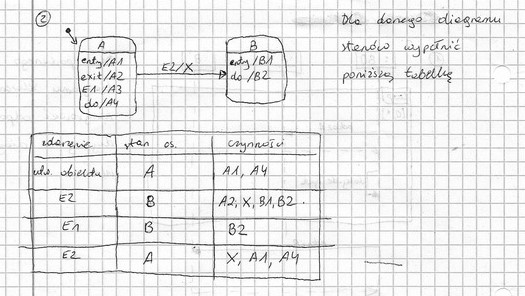 ②
Dla danego diagramu
stanów wypełnić
poniższą tabelkę
A
entry/A1
exit/A2
E1/A3
do/A4
E2/X
B
entry/B1
do/B2
zdarzenie stan os. czynności
utw. obiektu A A1, A4
E2 B A2, X, B1, B2.
E1 B B2
E2 A X, A1, A4